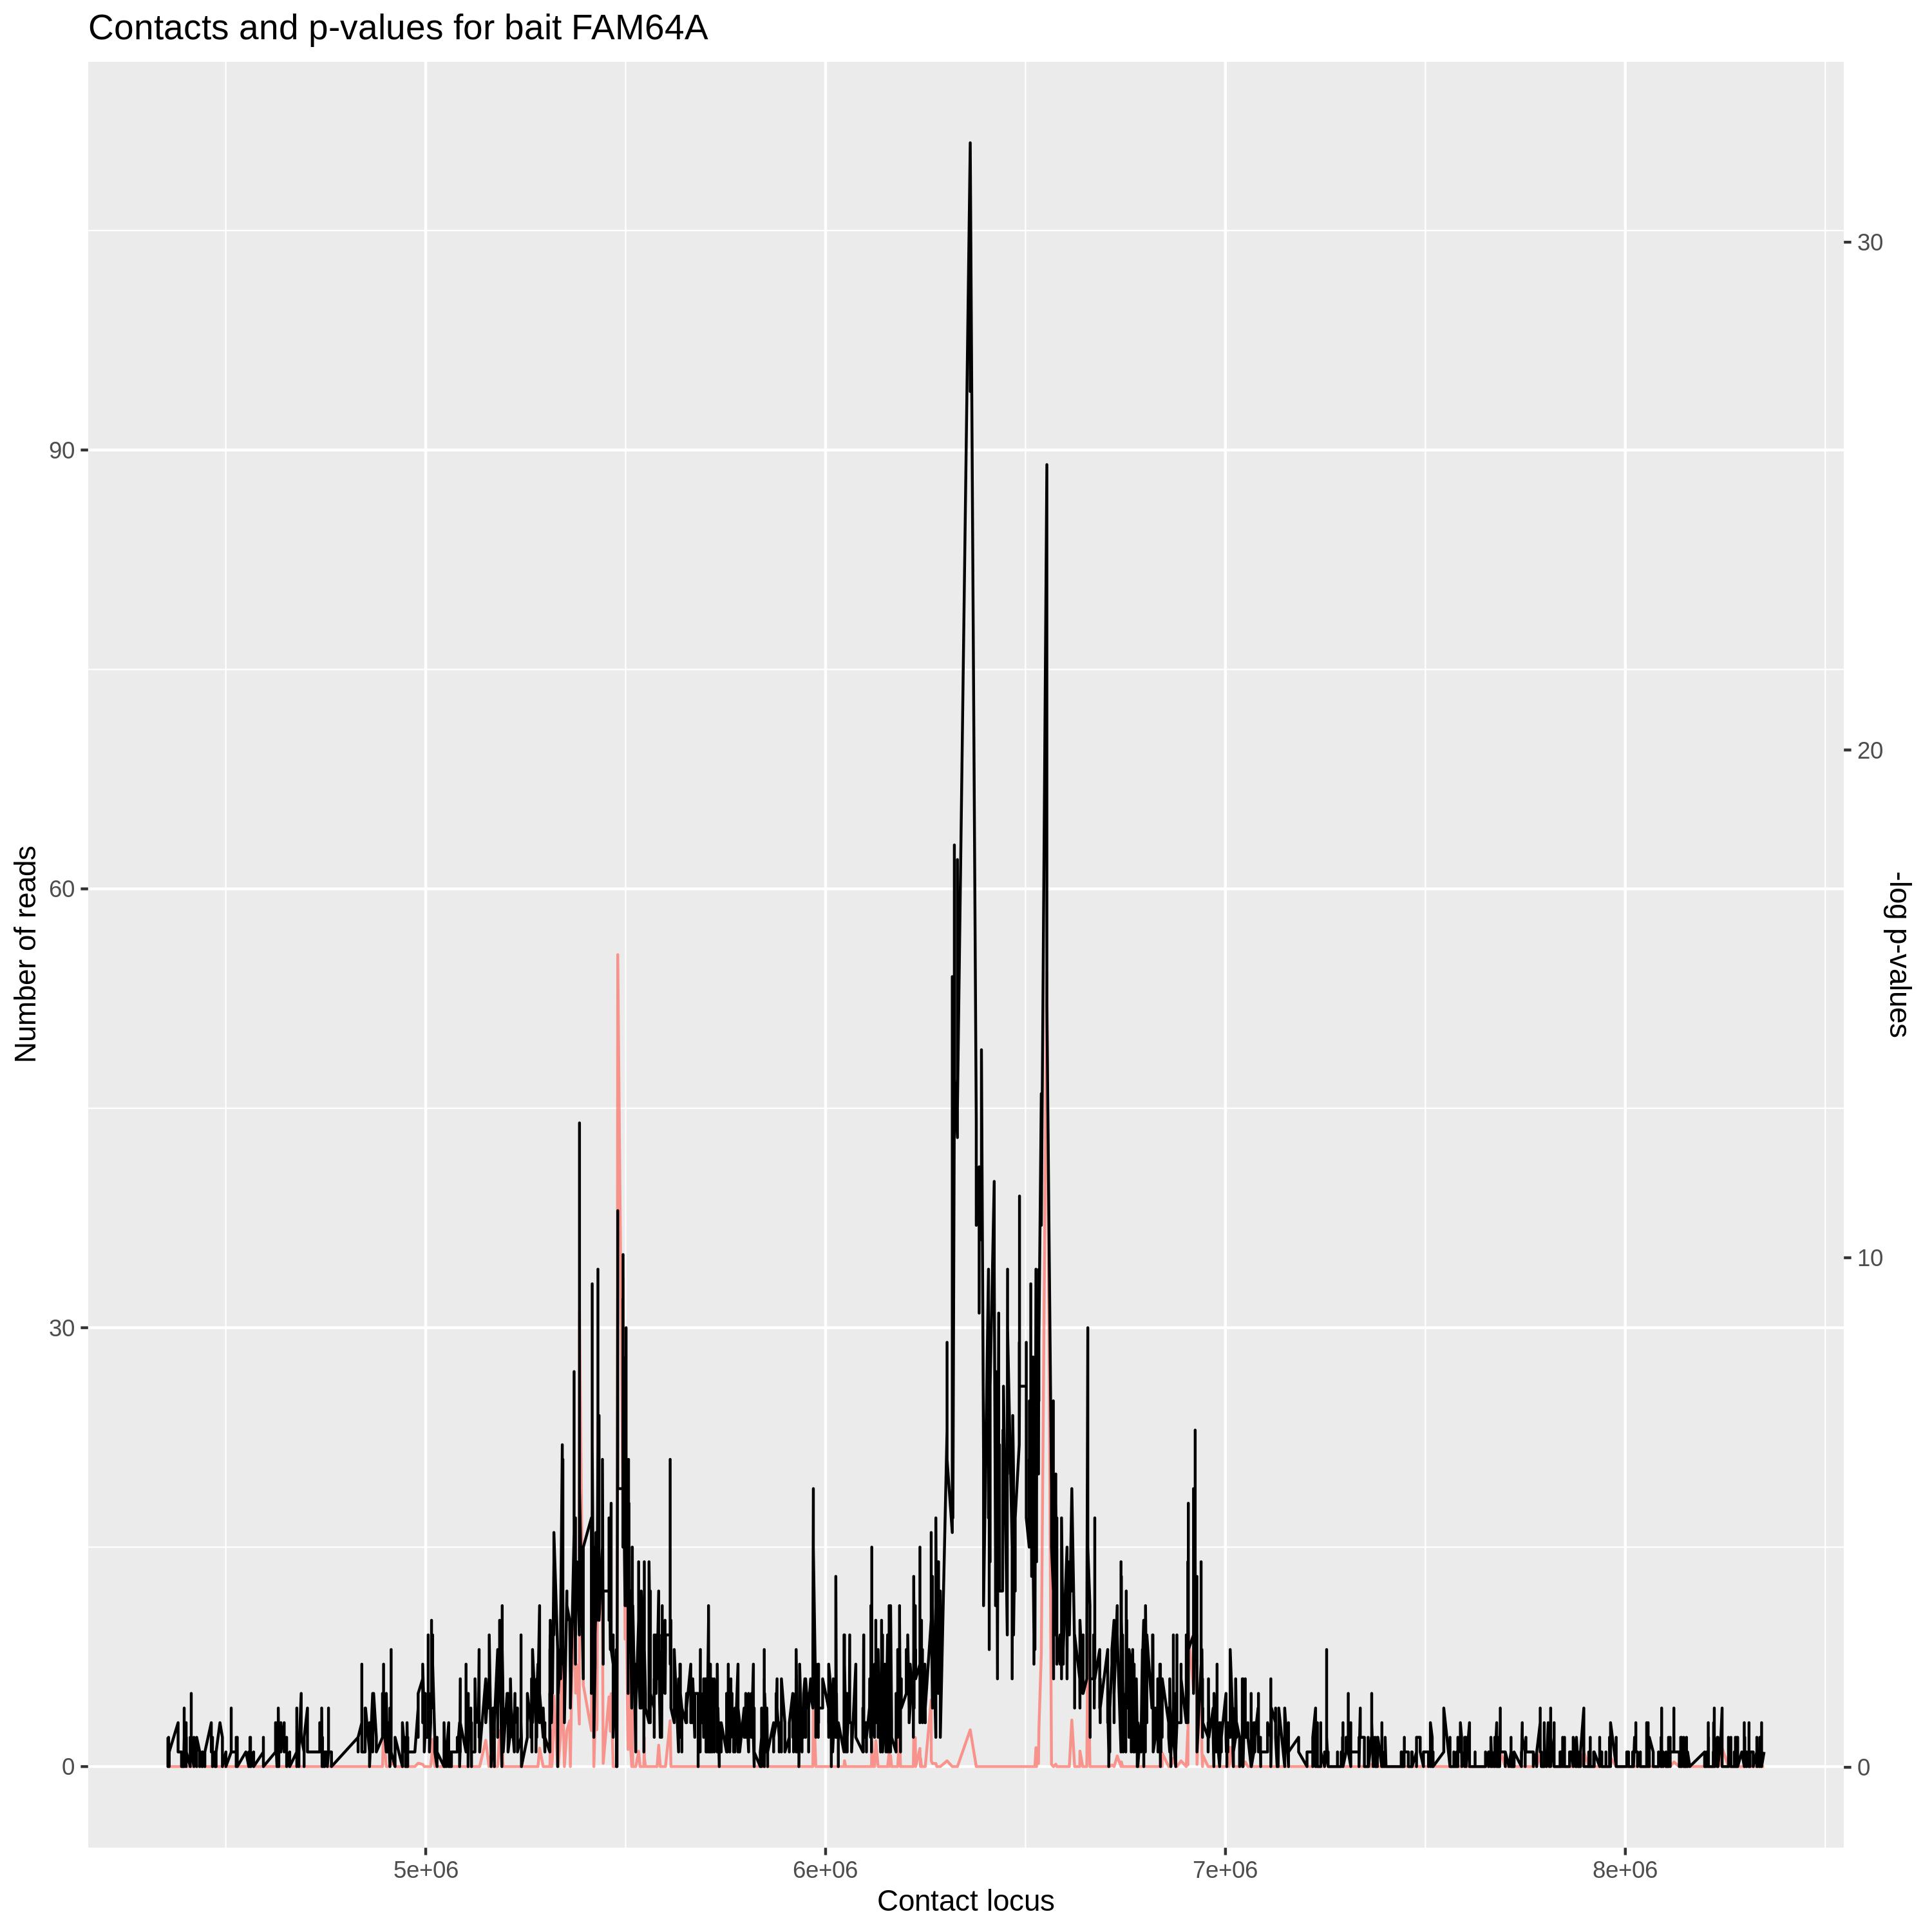 Contacts and p-values for bait FAM64A
Number of reads
90
60
30
0
30
20
10
0
-log p-values
5e+06
6e+06
7e+06
8e+06
Contact locus